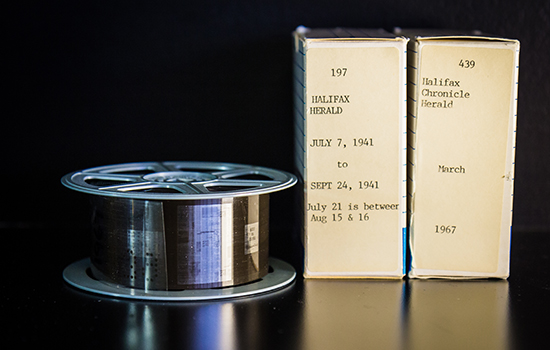 197
HALIFAX
HERALD
JULY 7, 1941
to
SEPT 24, 1941
July 21 is between
Aug 15 & 16
439
Halifax
Chronicle
Herald
March
1967